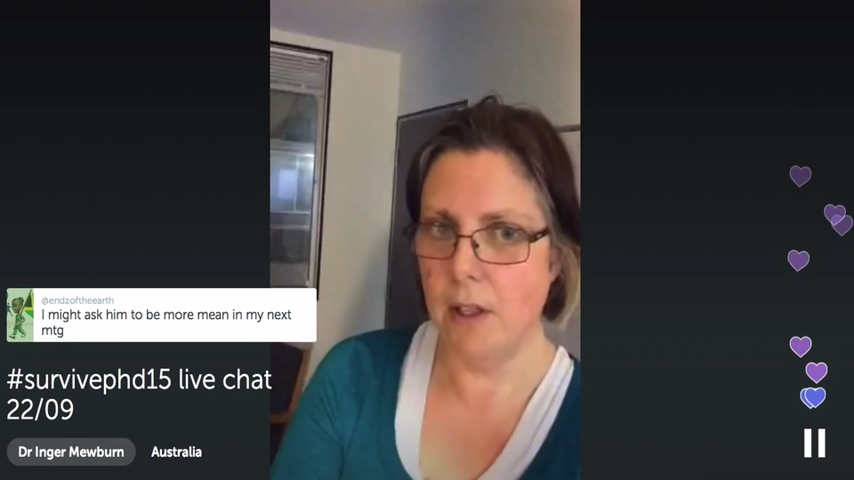 @endzoftheearth
I might ask him to be more mean in my next
mtg
#survivephd15 live chat
22/09
Dr Inger Mewburn
Australia